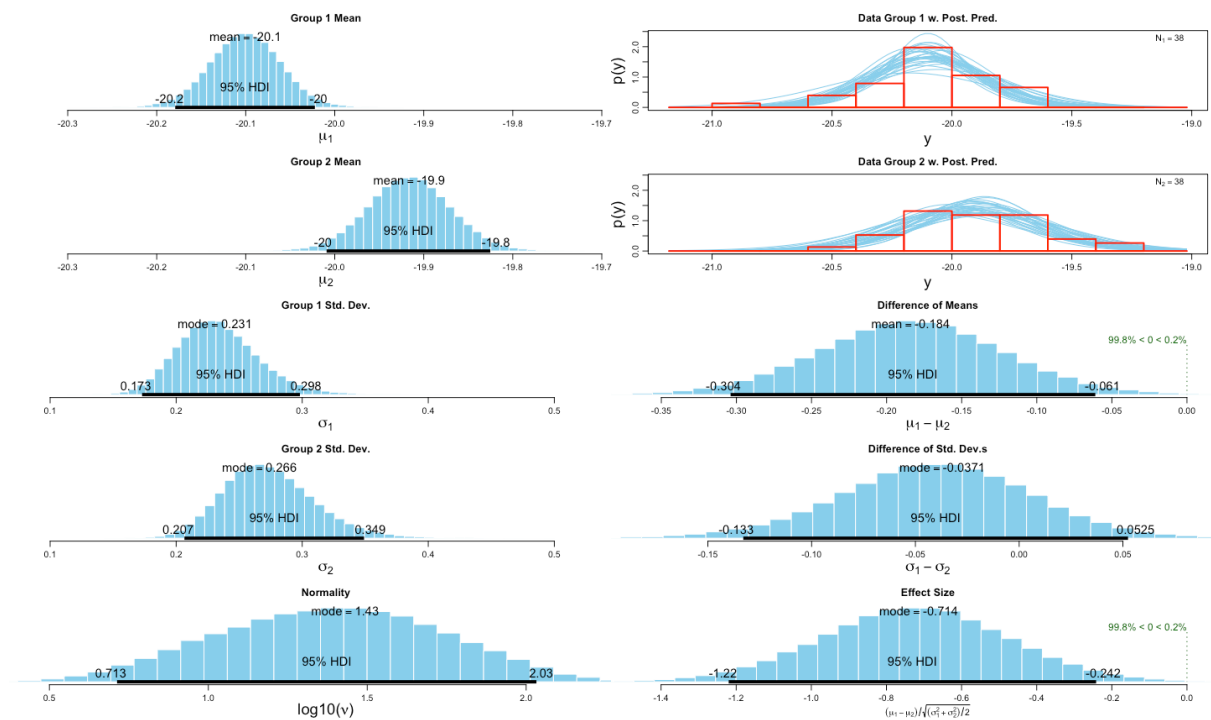 Group 1 Mean
mean = -20.1
95% HDI
-20.2 -20
-20.3 -20.2 -20.1 -20.0 -19.9 -19.8 -19.7
μ1
Data Group 1 w. Post. Pred.
N1 = 38
p(y)
0.0 1.0 2.0
-21.0 -20.5 -20.0 -19.5 -19.0
y
Group 2 Mean
mean = -19.9
95% HDI
-20 -19.8
-20.3 -20.2 -20.1 -20.0 -19.9 -19.8 -19.7
μ2
Data Group 2 w. Post. Pred.
N2 = 38
p(y)
0.0 1.0 2.0
-21.0 -20.5 -20.0 -19.5 -19.0
y
Group 1 Std. Dev.
mode = 0.231
95% HDI
0.173 0.298
0.1 0.2 0.3 0.4 0.5
σ1
Difference of Means
mean = -0.184
99.8% < 0 < 0.2%
95% HDI
-0.304 -0.061
-0.35 -0.30 -0.25 -0.20 -0.15 -0.10 -0.05 0.00
μ1 − μ2
Group 2 Std. Dev.
mode = 0.266
95% HDI
0.207 0.349
0.1 0.2 0.3 0.4 0.5
σ2
Difference of Std. Dev.s
mode = -0.0371
95% HDI
-0.133 0.0525
-0.15 -0.10 -0.05 0.00 0.05
σ1 − σ2
Normality
mode = 1.43
95% HDI
0.713 2.03
0.5 1.0 1.5 2.0
log10(ν)
Effect Size
mode = -0.714
99.8% < 0 < 0.2%
95% HDI
-1.22 -0.242
-1.4 -1.2 -1.0 -0.8 -0.6 -0.4 -0.2 0.0
(μ1 − μ2)/√(σ1² + σ2²)/2